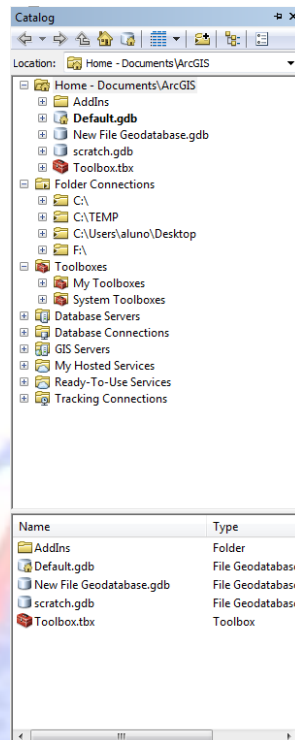 Catalog
Location: Home - Documents\ArcGIS
Home - Documents\ArcGIS
AddIns
Default.gdb
New File Geodatabase.gdb
scratch.gdb
Toolbox.tbx
Folder Connections
C:\
C:\TEMP
C:\Users\aluno\Desktop
F:\
Toolboxes
My Toolboxes
System Toolboxes
Database Servers
Database Connections
GIS Servers
My Hosted Services
Ready-To-Use Services
Tracking Connections
Name Type
AddIns Folder
Default.gdb File Geodatabase
New File Geodatabase.gdb File Geodatabase
scratch.gdb File Geodatabase
Toolbox.tbx Toolbox